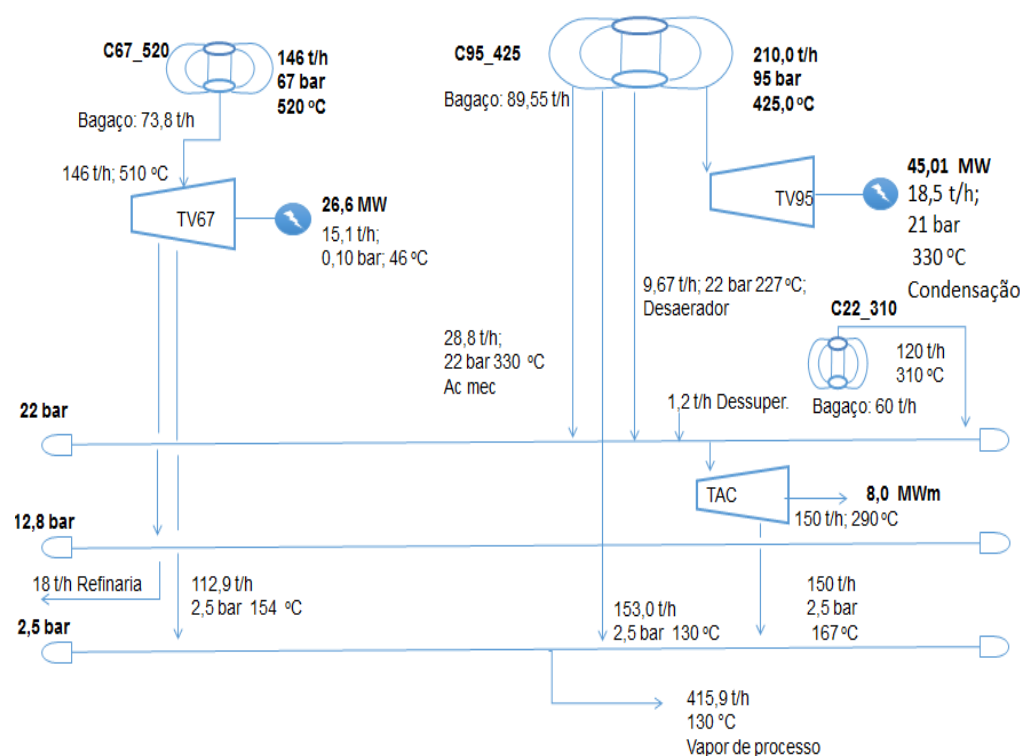 C67_520
146 t/h
67 bar
520 ºC
Bagaço: 73,8 t/h
146 t/h; 510 ºC
TV67
26,6 MW
15,1 t/h;
0,10 bar; 46 ºC
C95_425
Bagaço: 89,55 t/h
210,0 t/h
95 bar
425,0 ºC
TV95
45,01 MW
18,5 t/h;
21 bar
330 ºC
Condensação
9,67 t/h; 22 bar 227 ºC;
Desaerador
28,8 t/h;
22 bar 330 ºC
Ac mec
C22_310
120 t/h
310 ºC
Bagaço: 60 t/h
1,2 t/h Dessuper.
22 bar
TAC
8,0 MWm
150 t/h; 290 ºC
12,8 bar
18 t/h Refinaria
112,9 t/h
2,5 bar 154 ºC
153,0 t/h
2,5 bar 130 ºC
150 t/h
2,5 bar
167 ºC
2,5 bar
415,9 t/h
130 °C
Vapor de processo